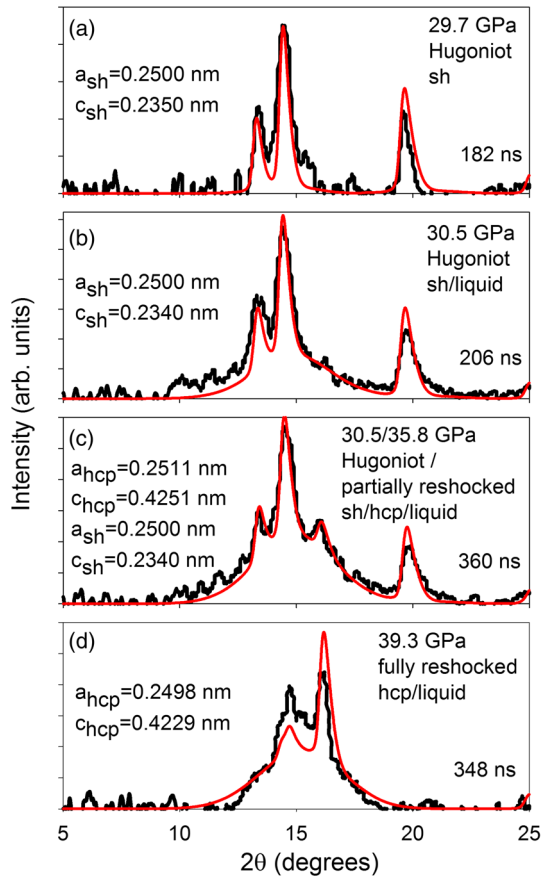 (a)
29.7 GPa
Hugoniot
sh
a_sh=0.2500 nm
c_sh=0.2350 nm
182 ns
(b)
30.5 GPa
Hugoniot
sh/liquid
a_sh=0.2500 nm
c_sh=0.2340 nm
206 ns
Intensity (arb. units)
(c)
30.5/35.8 GPa
Hugoniot /
partially reshocked
sh/hcp/liquid
a_hcp=0.2511 nm
c_hcp=0.4251 nm
a_sh=0.2500 nm
c_sh=0.2340 nm
360 ns
(d)
39.3 GPa
fully reshocked
hcp/liquid
a_hcp=0.2498 nm
c_hcp=0.4229 nm
348 ns
5 10 15 20 25
2θ (degrees)